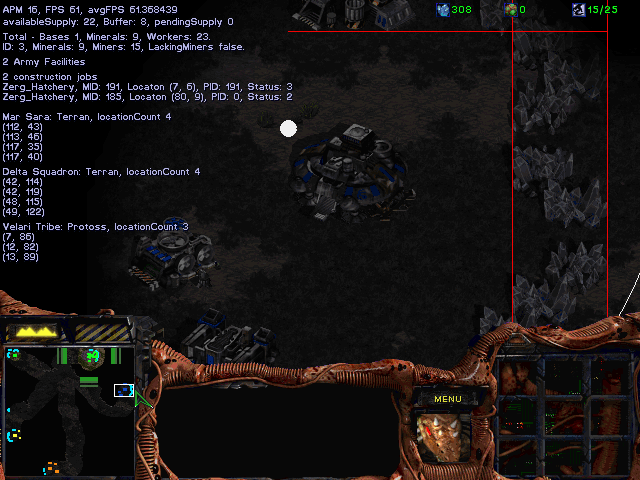 APM 16, FPS 61, avgFPS 61.368439
availableSupply: 22, Buffer: 8, pendingSupply 0
Total - Bases 1, Minerals: 9, Workers: 23.
ID: 3, Minerals: 9, Miners: 15, LackingMiners false.
2 Army Facilities
2 construction jobs
Zerg_Hatchery, MID: 191, Locaton (7, 6), PID: 191, Status: 3
Zerg_Hatchery, MID: 185, Locaton (80, 9), PID: 0, Status: 2
Mar Sara: Terran, locationCount 4
(112, 43)
(113, 46)
(117, 35)
(117, 40)
Delta Squadron: Terran, locationCount 4
(42, 114)
(42, 119)
(48, 115)
(49, 122)
Velari Tribe: Protoss, locationCount 3
(7, 86)
(12, 82)
(13, 89)
308 0 15/25
MENU